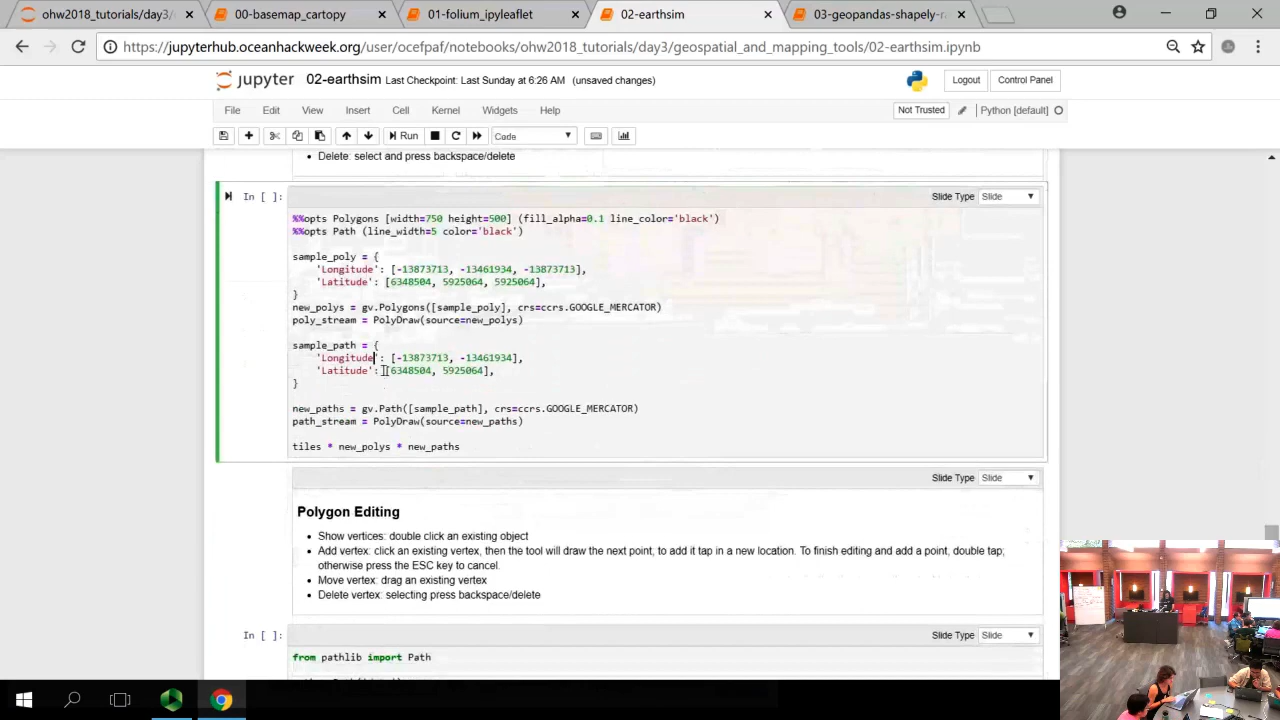 jupyterhub ohw2018_tutorials/day3/
00-basemap_cartopy
01-folium_ipyleaflet
02-earthsim
03-geopandas-shapely-r
https://jupyterhub.oceanhackweek.org/user/ocefpaf/notebooks/ohw2018_tutorials/day3/geospatial_and_mapping_tools/02-earthsim.ipynb
jupyter 02-earthsim Last Checkpoint: Last Sunday at 6:26 AM (unsaved changes)
Logout Control Panel
File Edit View Insert Cell Kernel Widgets Help
Not Trusted Python [default]
Run Code
• Delete: select and press backspace/delete
In [ ]: Slide Type Slide
%%opts Polygons [width=750 height=500] (fill_alpha=0.1 line_color='black')
%%opts Path (line_width=5 color='black')
sample_poly = {
'Longitude': [-13873713, -13461934, -13873713],
'Latitude': [6348504, 5925064, 5925064],
}
new_polys = gv.Polygons([sample_poly], crs=ccrs.GOOGLE_MERCATOR)
poly_stream = PolyDraw(source=new_polys)
sample_path = {
'Longitude': [-13873713, -13461934],
'Latitude': [6348504, 5925064],
}
new_paths = gv.Path([sample_path], crs=ccrs.GOOGLE_MERCATOR)
path_stream = PolyDraw(source=new_paths)
tiles * new_polys * new_paths
Slide Type Slide
Polygon Editing
• Show vertices: double click an existing object
• Add vertex: click an existing vertex, then the tool will draw the next point, to add it tap in a new location. To finish editing and add a point, double tap;
otherwise press the ESC key to cancel.
• Move vertex: drag an existing vertex
• Delete vertex: selecting press backspace/delete
In [ ]: Slide Type Slide
from pathlib import Path